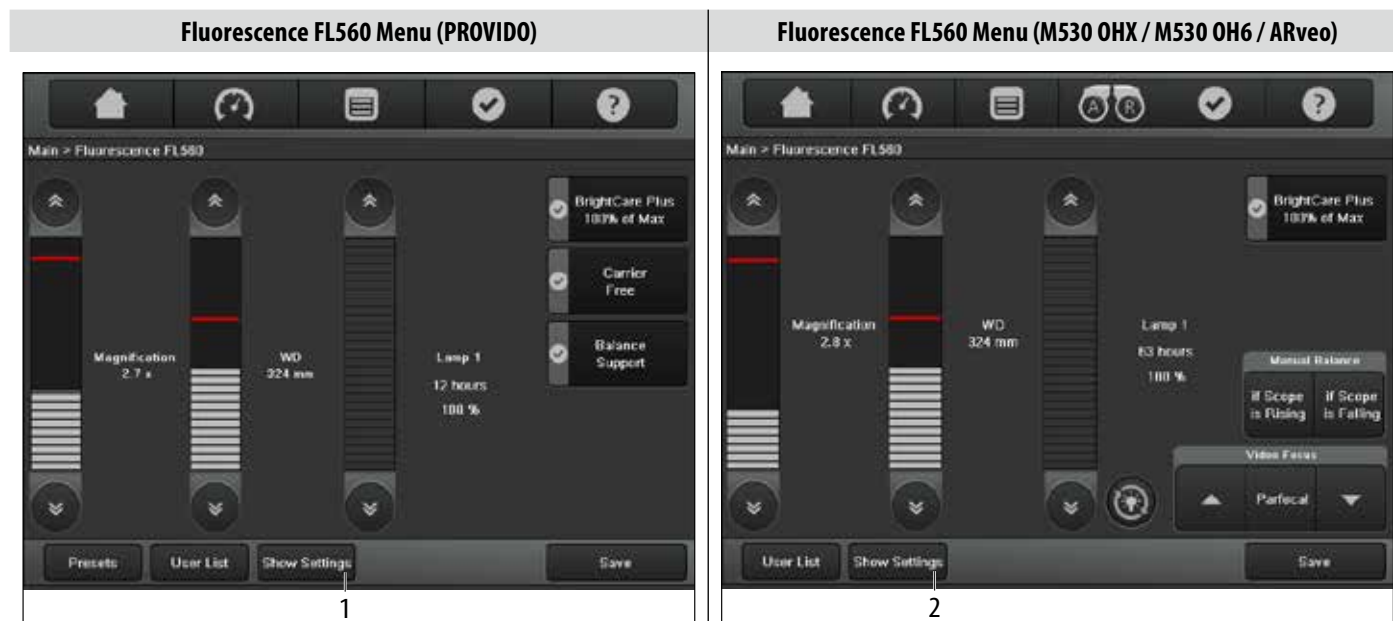 Fluorescence FL560 Menu (PROVIDO)
Main > Fluorescence FL560
Magnification
2.7 x
WD
324 mm
Lamp 1
12 hours
100 %
BrightCare Plus
100% of Max
Carrier
Free
Balance
Support
Presets
User List
Show Settings
Save
1
Fluorescence FL560 Menu (M530 OHX / M530 OH6 / ARveo)
A
R
Main > Fluorescence FL560
Magnification
2.8 x
WD
324 mm
Lamp 1
63 hours
100 %
BrightCare Plus
100% of Max
Manual Balance
if Scope
is Rising
if Scope
is Falling
Video Focus
Parfocal
User List
Show Settings
Save
2